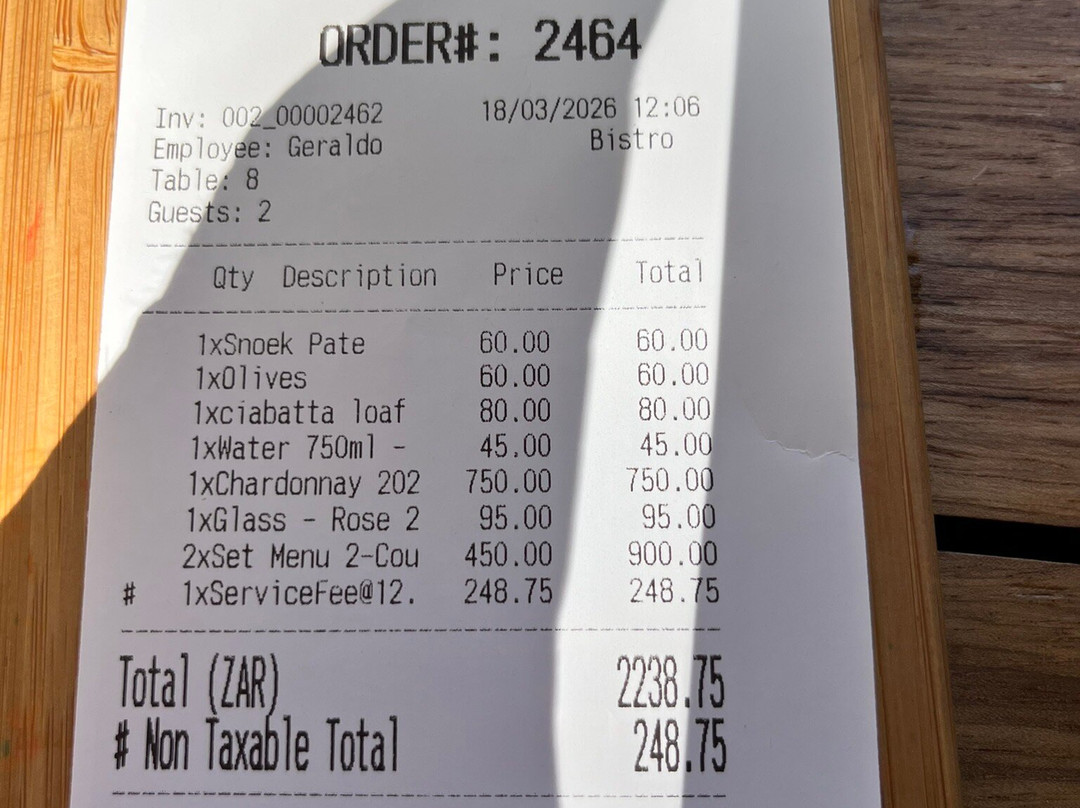 ORDER#: 2464
Inv: 002_00002462 18/03/2026 12:06
Employee: Geraldo Bistro
Table: 8
Guests: 2
Qty Description Price Total
1xSnoek Pate 60.00 60.00
1xOlives 60.00 60.00
1xciabatta loaf 80.00 80.00
1xWater 750ml - 45.00 45.00
1xChardonnay 202 750.00 750.00
1xGlass - Rose 2 95.00 95.00
2xSet Menu 2-Cou 450.00 900.00
# 1xServiceFee@12. 248.75 248.75
Total (ZAR) 2238.75
# Non Taxable Total 248.75